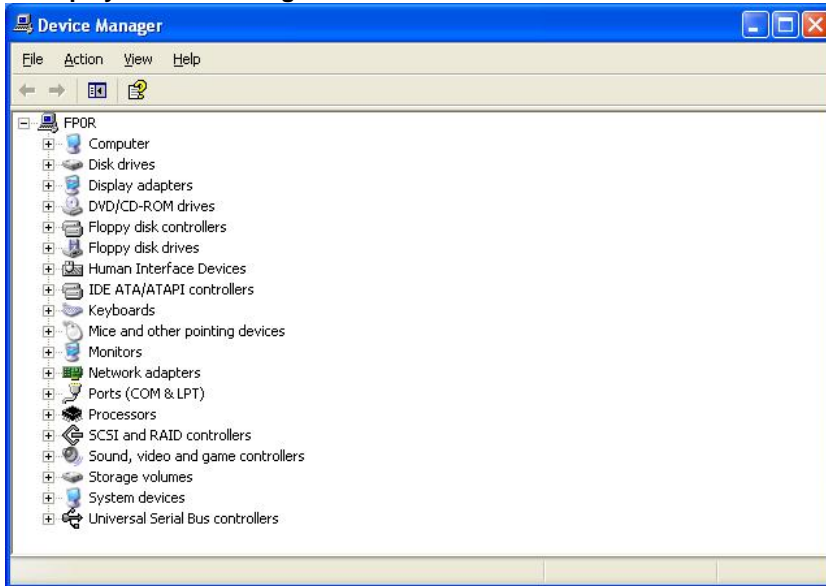 Device Manager
File Action View Help
FP0R
Computer
Disk drives
Display adapters
DVD/CD-ROM drives
Floppy disk controllers
Floppy disk drives
Human Interface Devices
IDE ATA/ATAPI controllers
Keyboards
Mice and other pointing devices
Monitors
Network adapters
Ports (COM & LPT)
Processors
SCSI and RAID controllers
Sound, video and game controllers
Storage volumes
System devices
Universal Serial Bus controllers